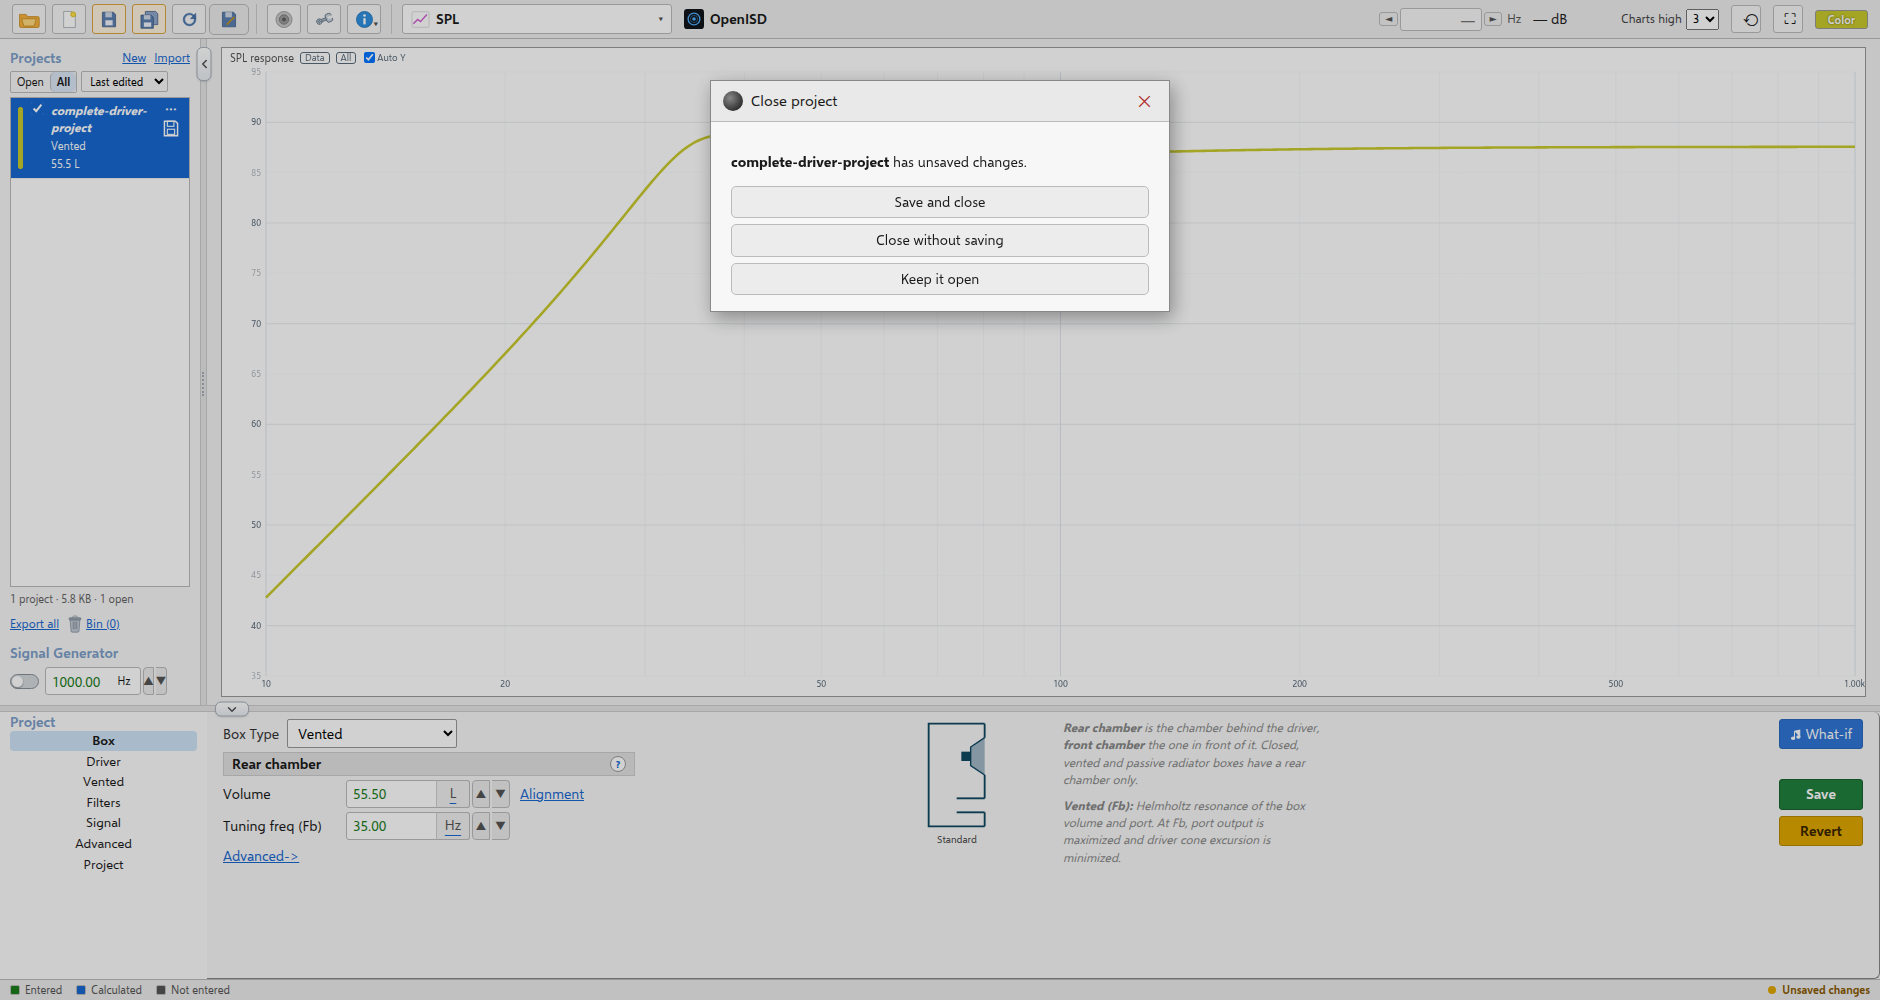 SPL
OpenISD
— Hz — dB
Charts high 3
Color
Projects New Import
Open All Last edited
complete-driver-project
Vented
55.5 L
1 project · 5.8 KB · 1 open
Export all Bin (0)
Signal Generator
1000.00 Hz
SPL response Data All Auto Y
95
90
85
80
75
70
65
60
55
50
45
40
35
10 20 50 100 200 500 1.00k
Close project
complete-driver-project has unsaved changes.
Save and close
Close without saving
Keep it open
Project
Box
Driver
Vented
Filters
Signal
Advanced
Project
Box Type Vented
Rear chamber ?
Volume 55.50 L Alignment
Tuning freq (Fb) 35.00 Hz
Advanced->
Standard
Rear chamber is the chamber behind the driver,
front chamber the one in front of it. Closed,
vented and passive radiator boxes have a rear
chamber only.
Vented (Fb): Helmholtz resonance of the box
volume and port. At Fb, port output is
maximized and driver cone excursion is
minimized.
What-if
Save
Revert
Entered Calculated Not entered
Unsaved changes